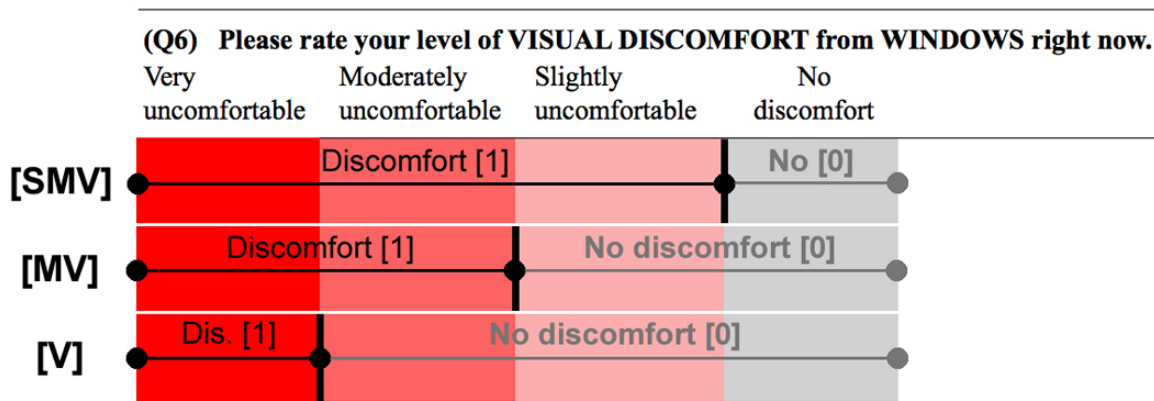 (Q6) Please rate your level of VISUAL DISCOMFORT from WINDOWS right now.
Very uncomfortable
Moderately uncomfortable
Slightly uncomfortable
No discomfort
[SMV] Discomfort [1] No [0]
[MV] Discomfort [1] No discomfort [0]
[V] Dis. [1] No discomfort [0]